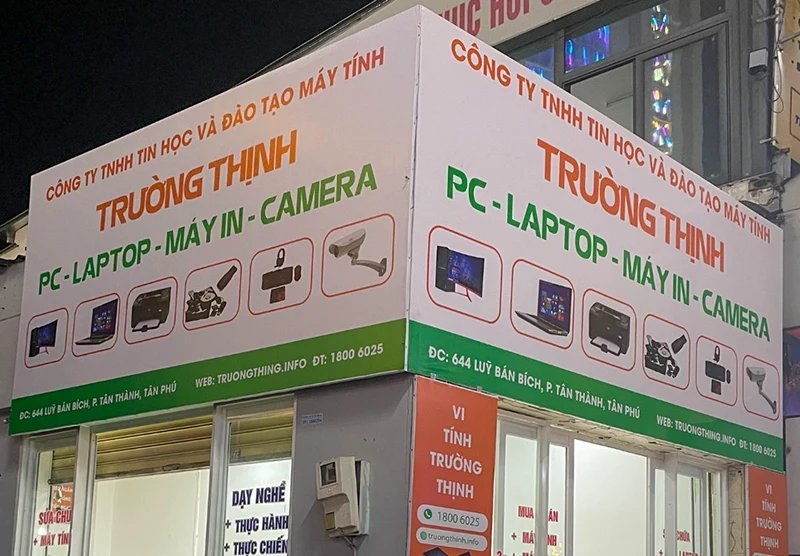 PHỤC HỒI
CÔNG TY TNHH TIN HỌC VÀ ĐÀO TẠO MÁY TÍNH
TRƯỜNG THỊNH
PC - LAPTOP - MÁY IN - CAMERA
ĐC: 644 LUỸ BÁN BÍCH, P. TÂN THÀNH, TÂN PHÚ WEB: TRUONGTHING.INFO ĐT: 1800 6025
CÔNG TY TNHH TIN HỌC VÀ ĐÀO TẠO MÁY TÍNH
TRƯỜNG THỊNH
PC - LAPTOP - MÁY IN - CAMERA
ĐC: 644 LUỸ BÁN BÍCH, P. TÂN THÀNH, TÂN PHÚ WEB: TRUONGTHING.INFO ĐT: 1800 6025
DẠY NGHỀ
+ THỰC HÀNH
+ THỰC CHIẾN
VI
TÍNH
TRƯỜNG
THỊNH
1800 6025
truongthinh.info
VI
TÍNH
TRƯỜNG
THỊNH